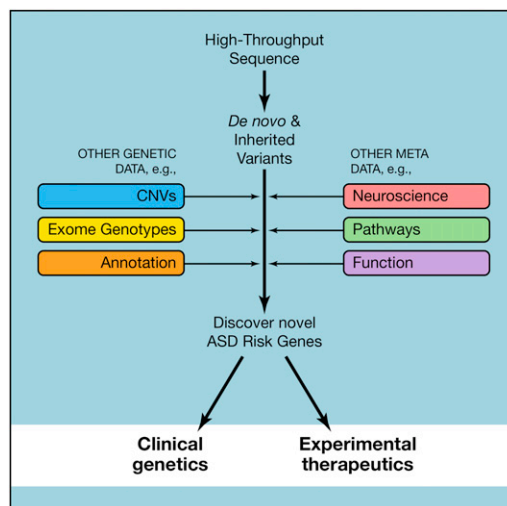 High-Throughput
Sequence
De novo &
Inherited
Variants
OTHER GENETIC
DATA, e.g.,
OTHER META
DATA, e.g.,
CNVs
Neuroscience
Exome Genotypes
Pathways
Annotation
Function
Discover novel
ASD Risk Genes
Clinical
genetics
Experimental
therapeutics